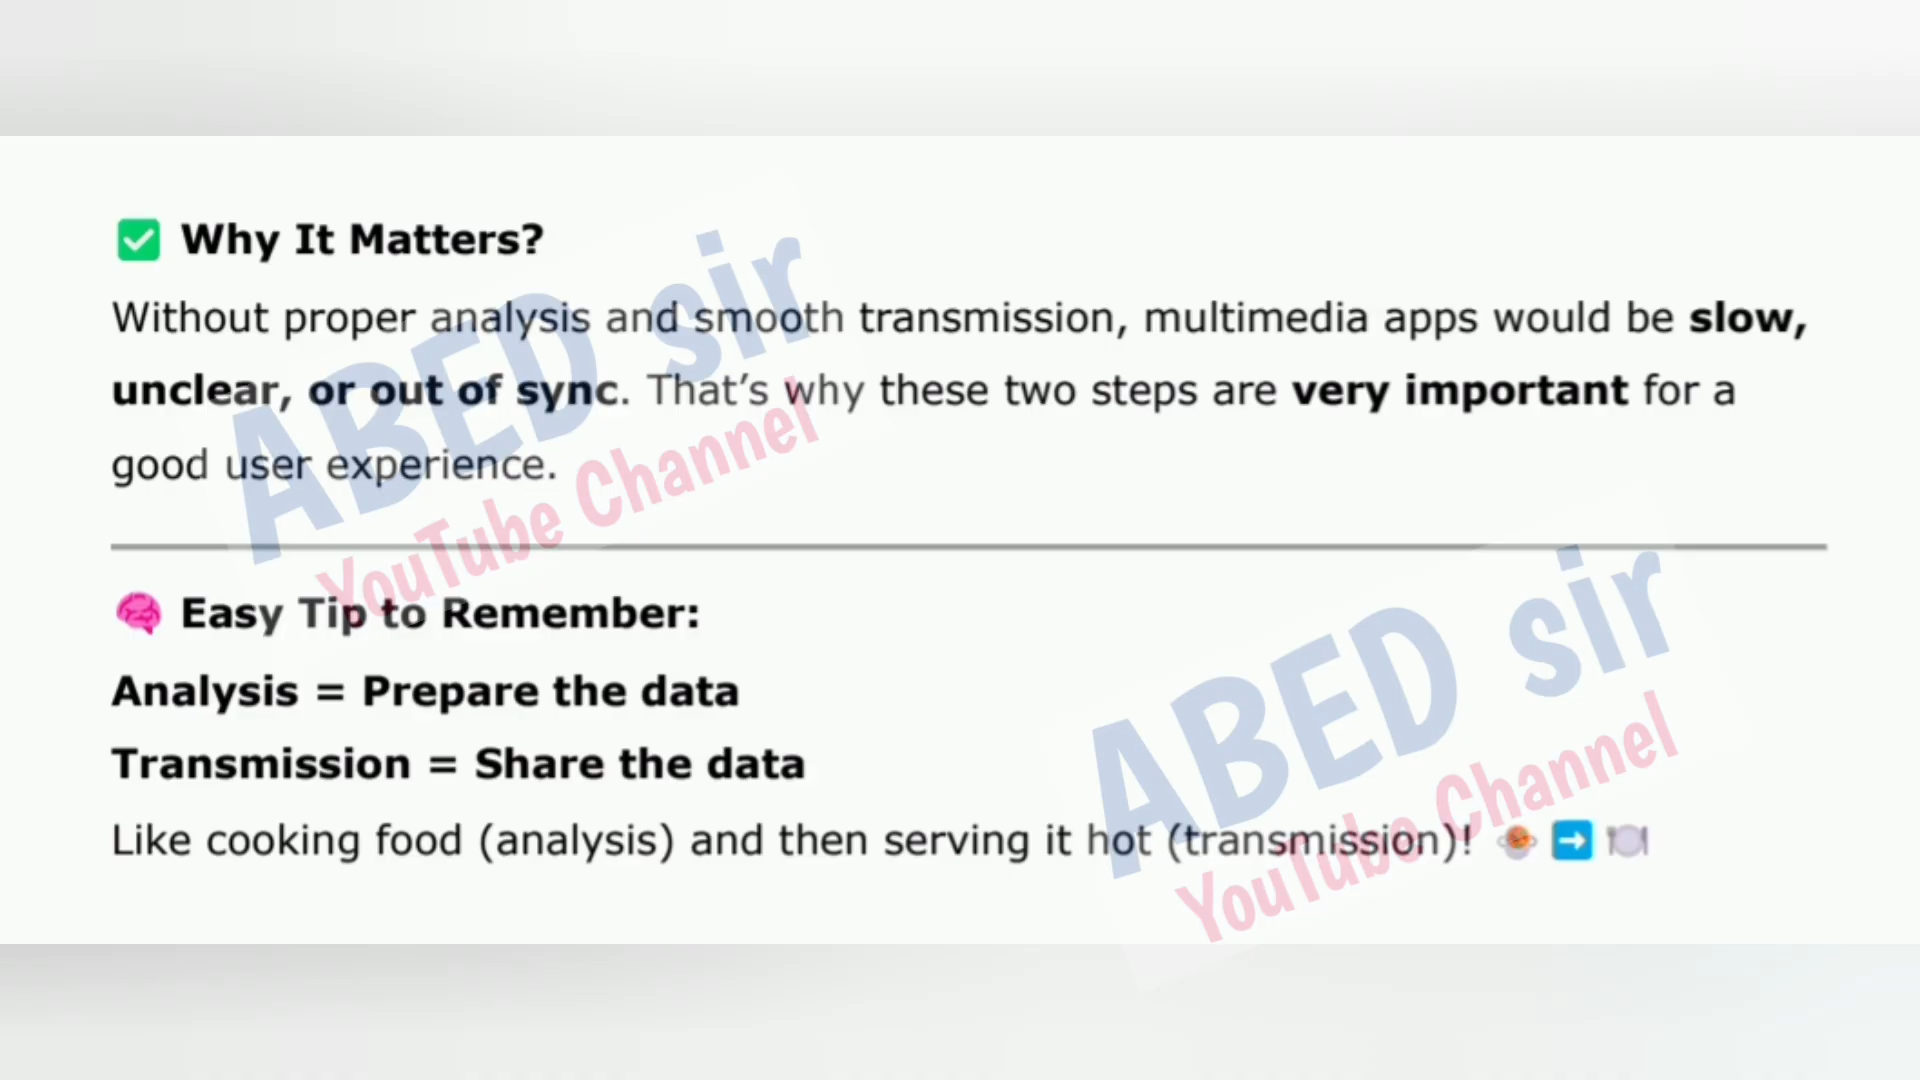 ✅ Why It Matters?
Without proper analysis and smooth transmission, multimedia apps would be slow,
unclear, or out of sync. That’s why these two steps are very important for a
good user experience.
🧠 Easy Tip to Remember:
Analysis = Prepare the data
Transmission = Share the data
Like cooking food (analysis) and then serving it hot (transmission)! 🍲 ➡️ 🍽️
ABED sir
YouTube Channel
ABED sir
YouTube Channel